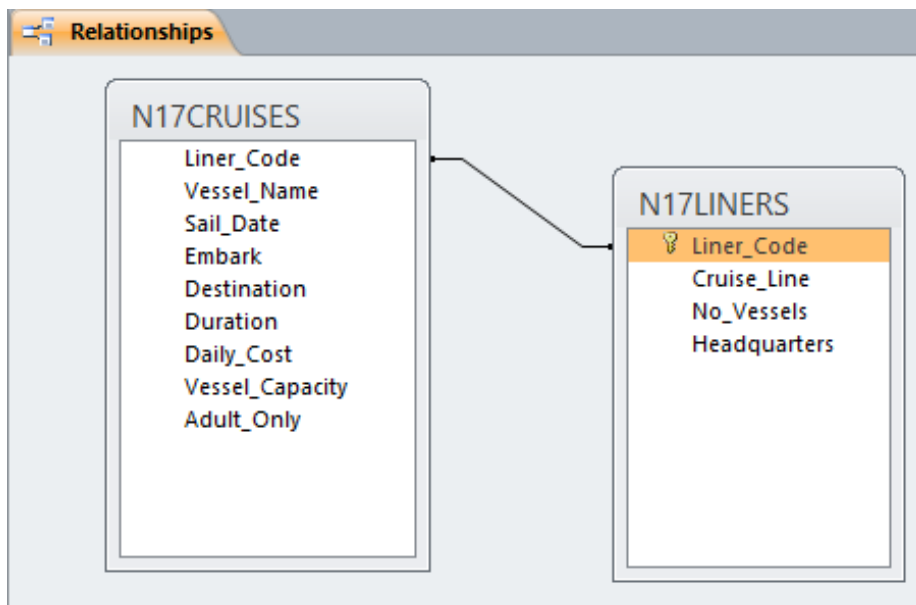 Relationships
N17CRUISES
Liner_Code
Vessel_Name
Sail_Date
Embark
Destination
Duration
Daily_Cost
Vessel_Capacity
Adult_Only
N17LINERS
Liner_Code
Cruise_Line
No_Vessels
Headquarters